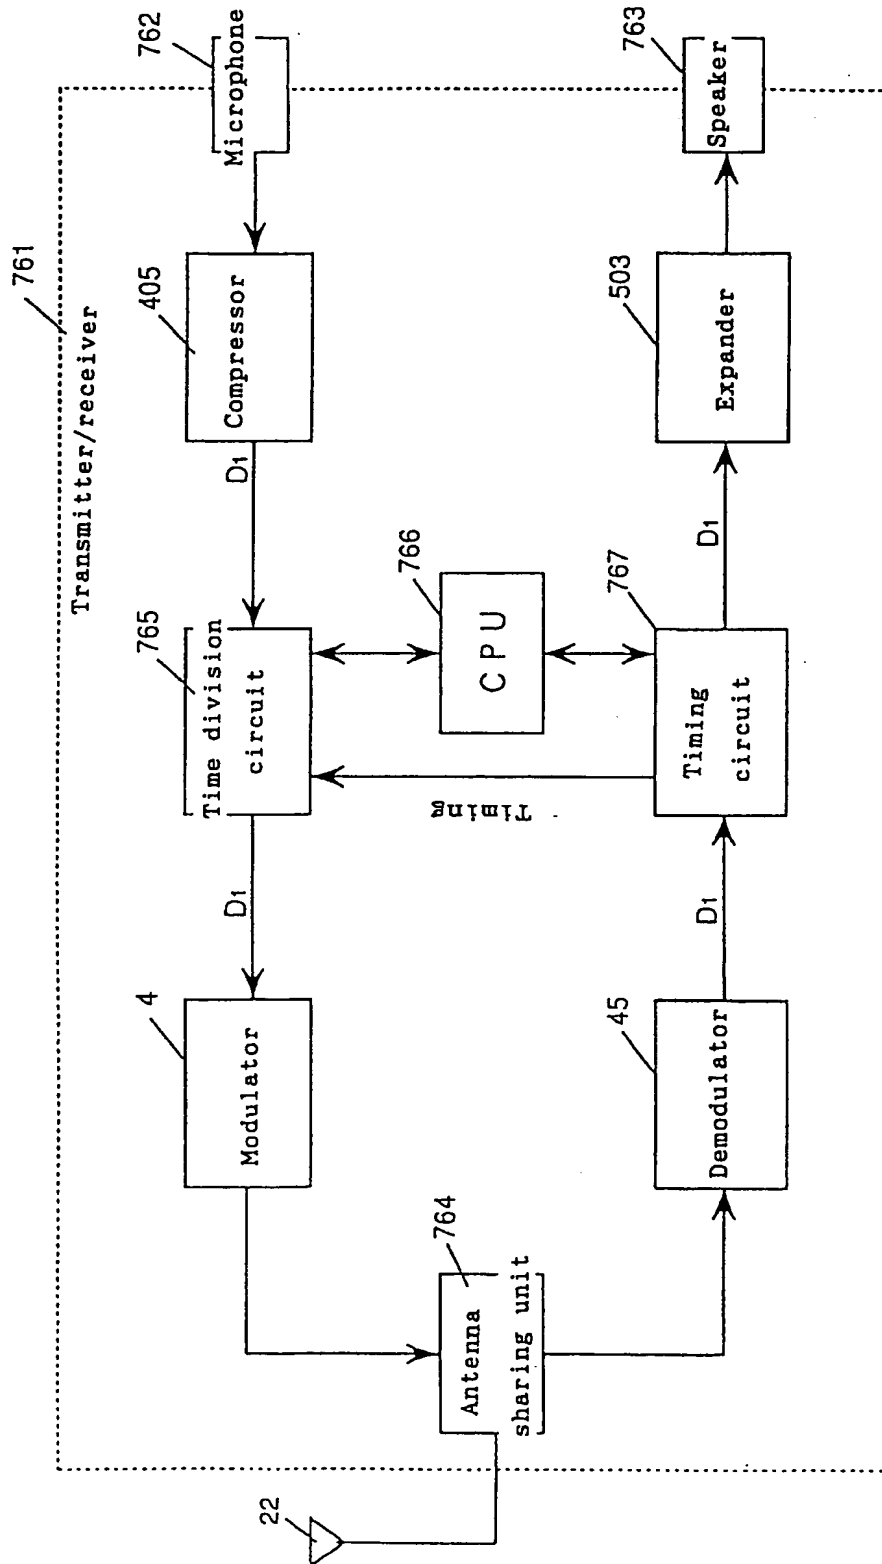 761
Transmitter/receiver
22
764
Antenna
sharing unit
4
Modulator
D1
765
Time division
circuit
D1
405
Compressor
762
Microphone
Timing
766
CPU
45
Demodulator
D1
767
Timing
circuit
D1
503
Expander
763
Speaker